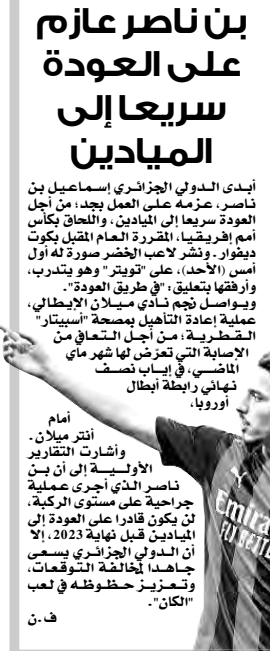 بن ناصر عازم
على العودة
سريعا إلى
الميادين
أبدى الدولي الجزائري إسماعيل بن
ناصر، عزمه على العمل بجد؛ من أجل
العودة سريعا إلى الميادين، واللحاق بكأس
أمم إفريقيا، المقررة العام المقبل بكوت
ديفوار. ونشر لاعب الخضر صورة له أول
أمس (الأحد)، على "تويتر" وهو يتدرب،
وأرفقها بتعليق: "في طريق العودة".
ويواصل نجم نادي ميلان الإيطالي،
عملية إعادة التأهيل بمصحة "أسبيتار"
القطرية؛ من أجل التعافي من
الإصابة التي تعرض لها شهر ماي
الماضي، في إياب نصف
نهائي رابطة أبطال
أوروبا،
أمام
أنتر ميلان.
وأشارت التقارير
الأولية إلى أن بن
ناصر الذي أجرى عملية
جراحية على مستوى الركبة،
لن يكون قادرا على العودة إلى
الميادين قبل نهاية 2023، إلا
أن الدولي الجزائري يسعى
جاهدا لمخالفة التوقعات،
وتعزيز حظوظه في لعب
"الكان".
ف.ن
Emira
FLY BETTER